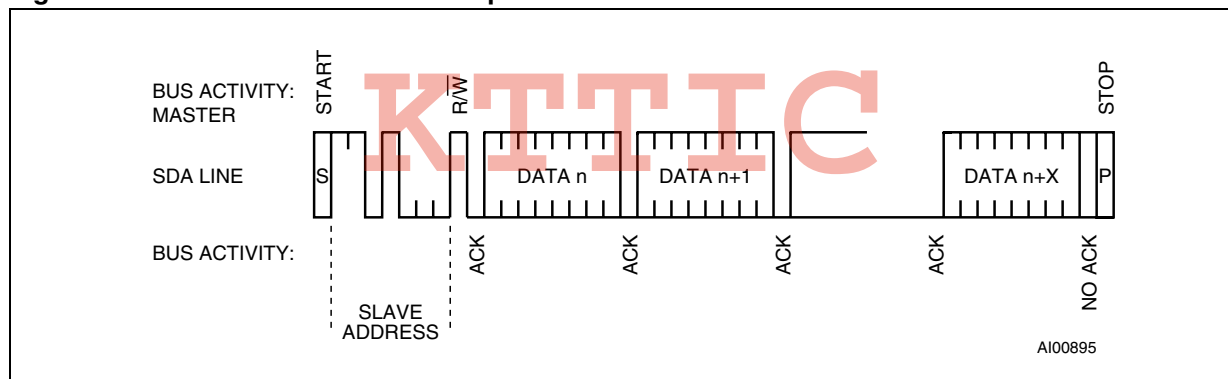 START
R/W
STOP
KTTIC
BUS ACTIVITY:
MASTER
SDA LINE
S
DATA n
DATA n+1
DATA n+X
P
BUS ACTIVITY:
ACK
ACK
ACK
ACK
NO ACK
SLAVE
ADDRESS
AI00895